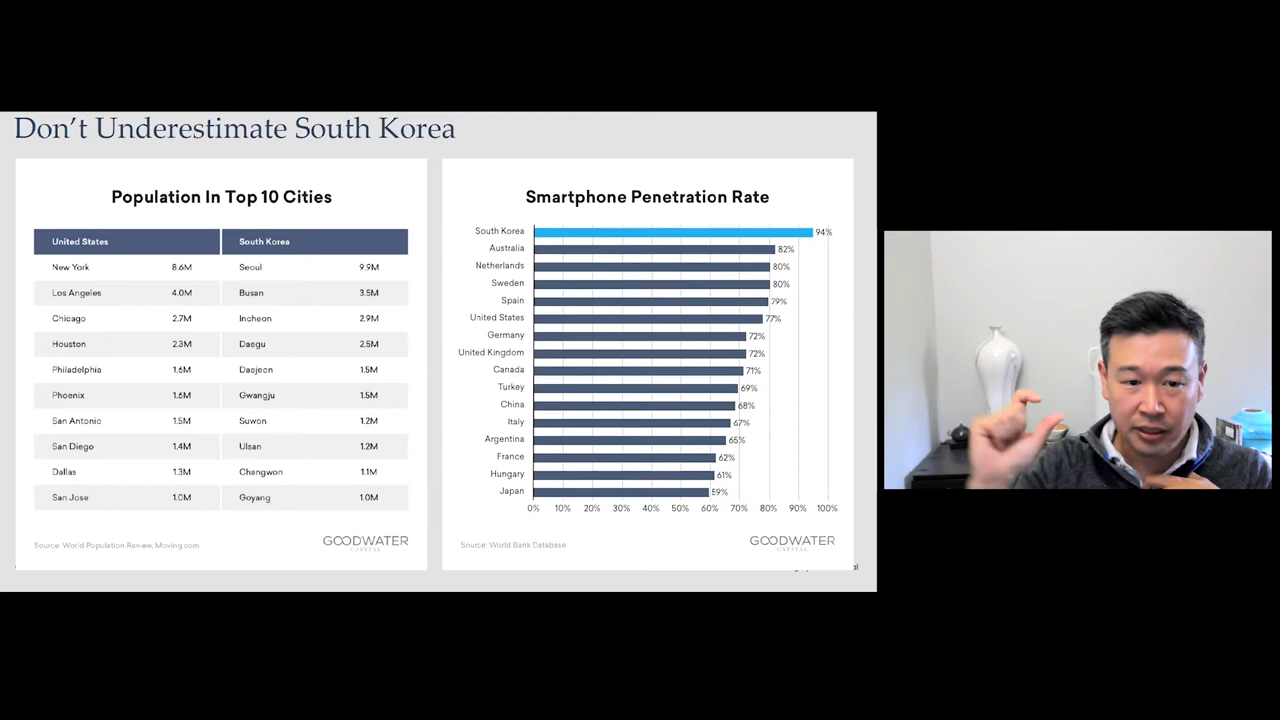 Don't Underestimate South Korea
Population In Top 10 Cities
United States South Korea
New York 8.6M Seoul 9.9M
Los Angeles 4.0M Busan 3.5M
Chicago 2.7M Incheon 2.9M
Houston 2.3M Daegu 2.5M
Philadelphia 1.6M Daejeon 1.5M
Phoenix 1.6M Gwangju 1.5M
San Antonio 1.5M Suwon 1.2M
San Diego 1.4M Ulsan 1.2M
Dallas 1.3M Changwon 1.1M
San Jose 1.0M Goyang 1.0M
Source: World Population Review, Moving.com
GOODWATER
CAPITAL
Smartphone Penetration Rate
South Korea 94%
Australia 82%
Netherlands 80%
Sweden 80%
Spain 79%
United States 77%
Germany 72%
United Kingdom 72%
Canada 71%
Turkey 69%
China 68%
Italy 67%
Argentina 65%
France 62%
Hungary 61%
Japan 59%
0% 10% 20% 30% 40% 50% 60% 70% 80% 90% 100%
Source: World Bank Database
GOODWATER
CAPITAL